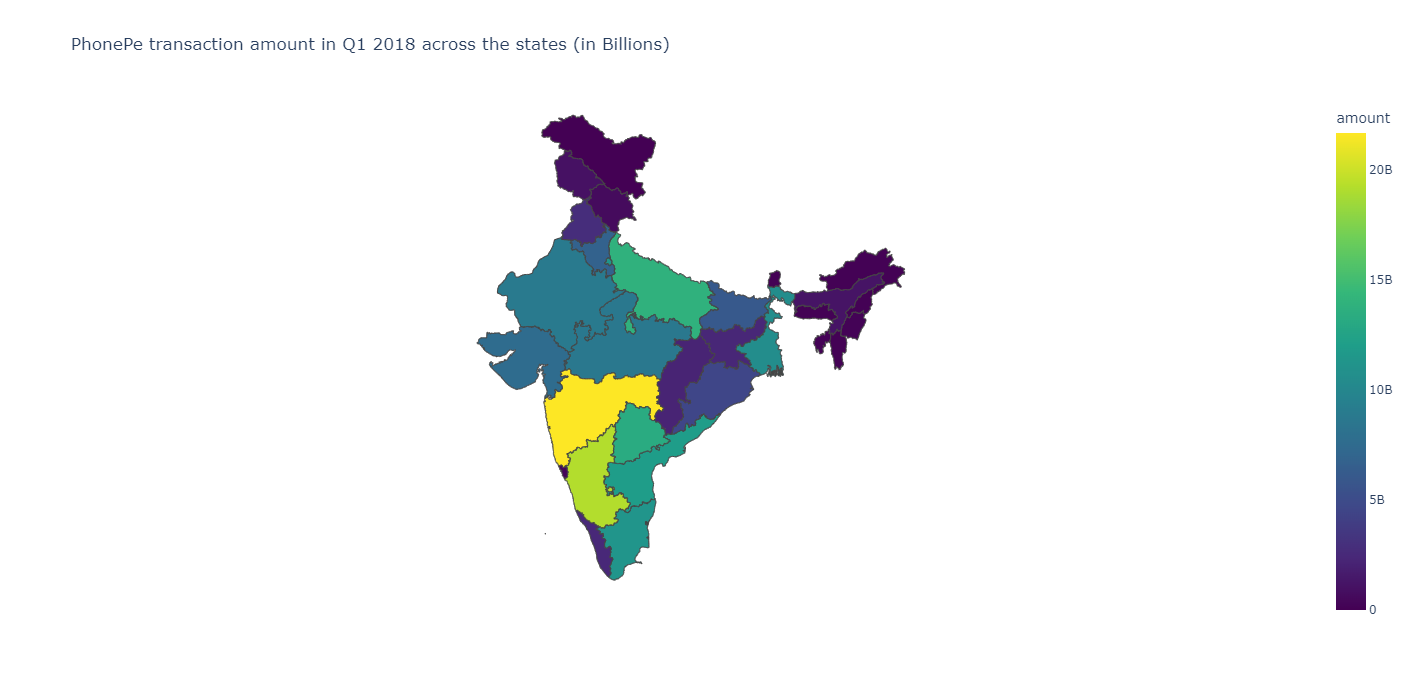 PhonePe transaction amount in Q1 2018 across the states (in Billions)
amount
20B
15B
10B
5B
0